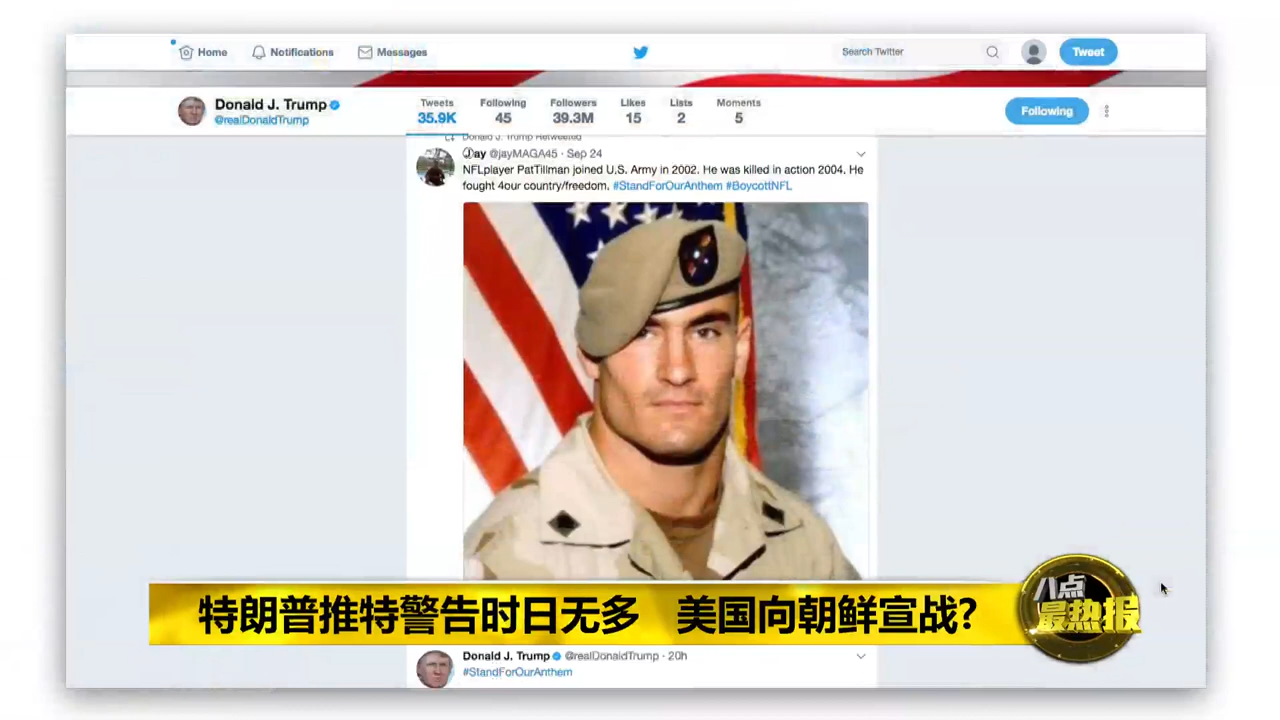 Home Notifications Messages Search Twitter Tweet
Donald J. Trump
@realDonaldTrump
Tweets Following Followers Likes Lists Moments
35.9K 45 39.3M 15 2 5
Following
Donald J. Trump Retweeted
Jay @jayMAGA45 · Sep 24
NFLplayer PatTillman joined U.S. Army in 2002. He was killed in action 2004. He
fought 4our country/freedom. #StandForOurAnthem #BoycottNFL
特朗普推特警告时日无多 美国向朝鲜宣战?
八点
最热报
Donald J. Trump @realDonaldTrump · 20h
#StandForOurAnthem